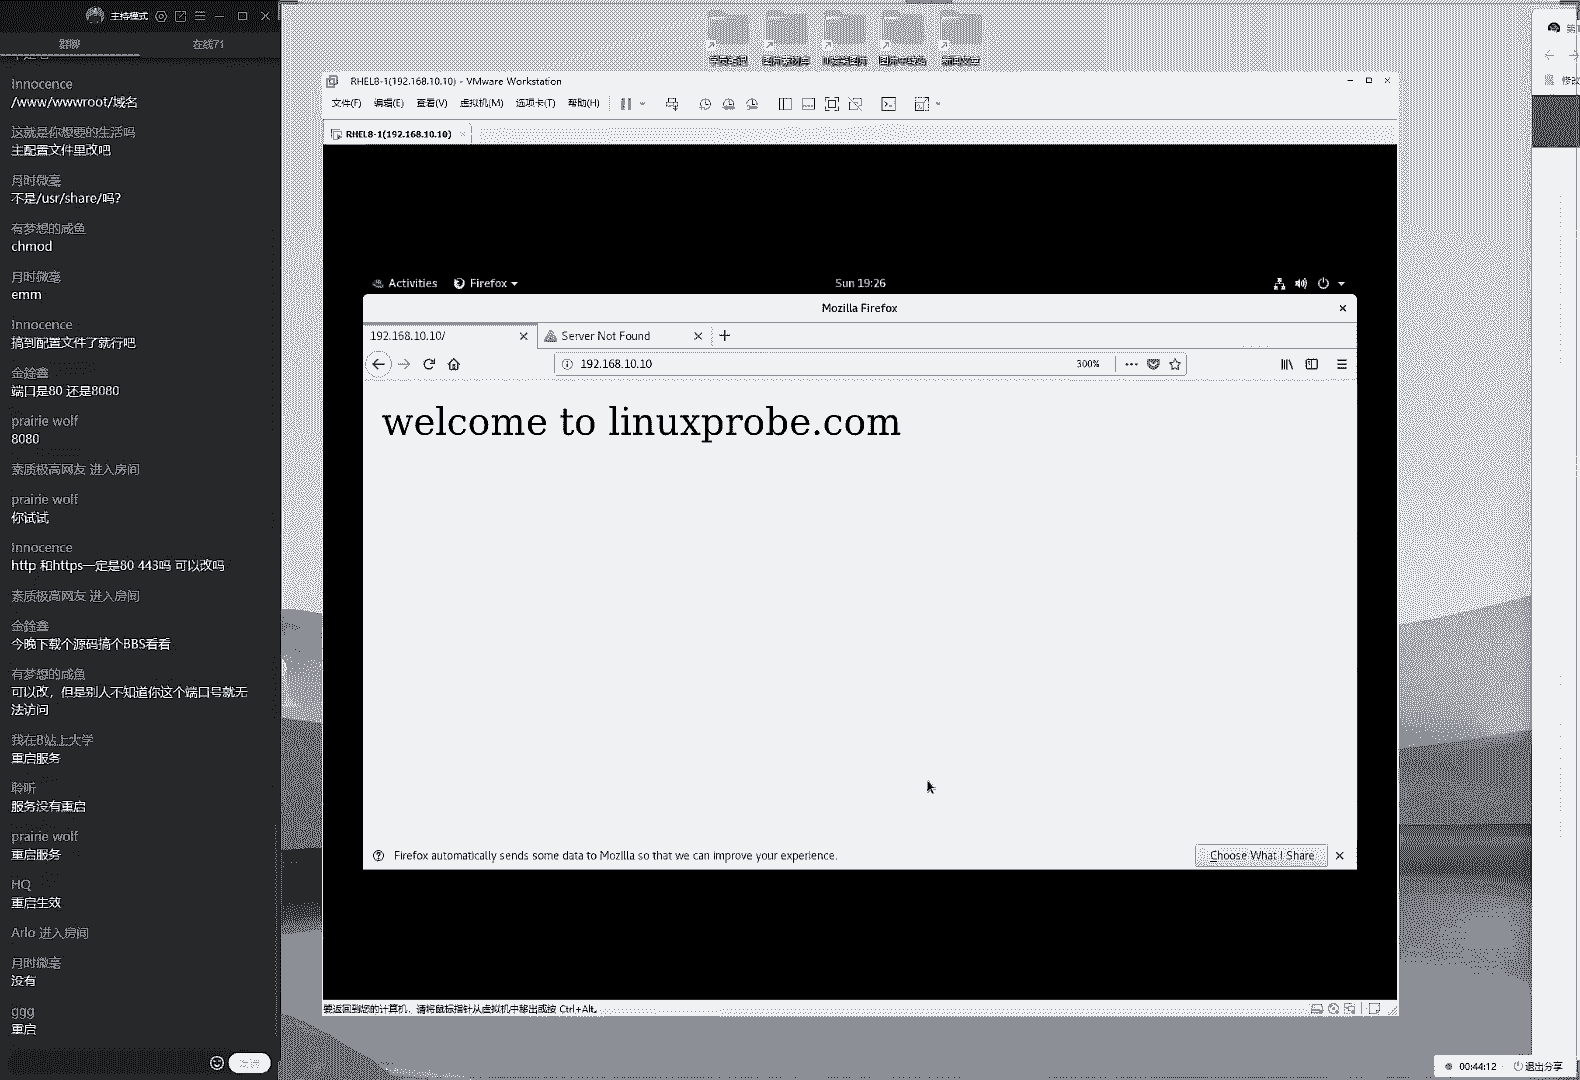 主持模式
群聊
在线71
Innocence
/www/wwwroot/域名
这就是你想要的生活吗
主配置文件里改吧
月时微毫
不是/usr/share/吗?
有梦想的咸鱼
chmod
月时微毫
emm
Innocence
搞到配置文件了就行吧
端口是80 还是8080
prairie wolf
8080
素质极高网友 进入房间
prairie wolf
你试试
Innocence
http 和https一定是80 443吗 可以改吗
素质极高网友 进入房间
今晚下载个源码搞个BBS看看
有梦想的咸鱼
可以改，但是别人不知道你这个端口号就无
法访问
我在B站上大学
重启服务
聆听
服务没有重启
prairie wolf
重启服务
HQ
重启生效
Arlo 进入房间
月时微毫
没有
ggg
重启
发送
RHEL8-1(192.168.10.10) - VMware Workstation
文件(F) 编辑(E) 查看(V) 虚拟机(M) 选项卡(T) 帮助(H)
RHEL8-1(192.168.10.10)
Activities Firefox Sun 19:26
Mozilla Firefox
192.168.10.10/ Server Not Found
192.168.10.10 300%
welcome to linuxprobe.com
Firefox automatically sends some data to Mozilla so that we can improve your experience.
Choose What I Share
要返回到您的计算机，请将鼠标指针从虚拟机中移出或按 Ctrl+Alt。
修改
00:44:12 退出分享